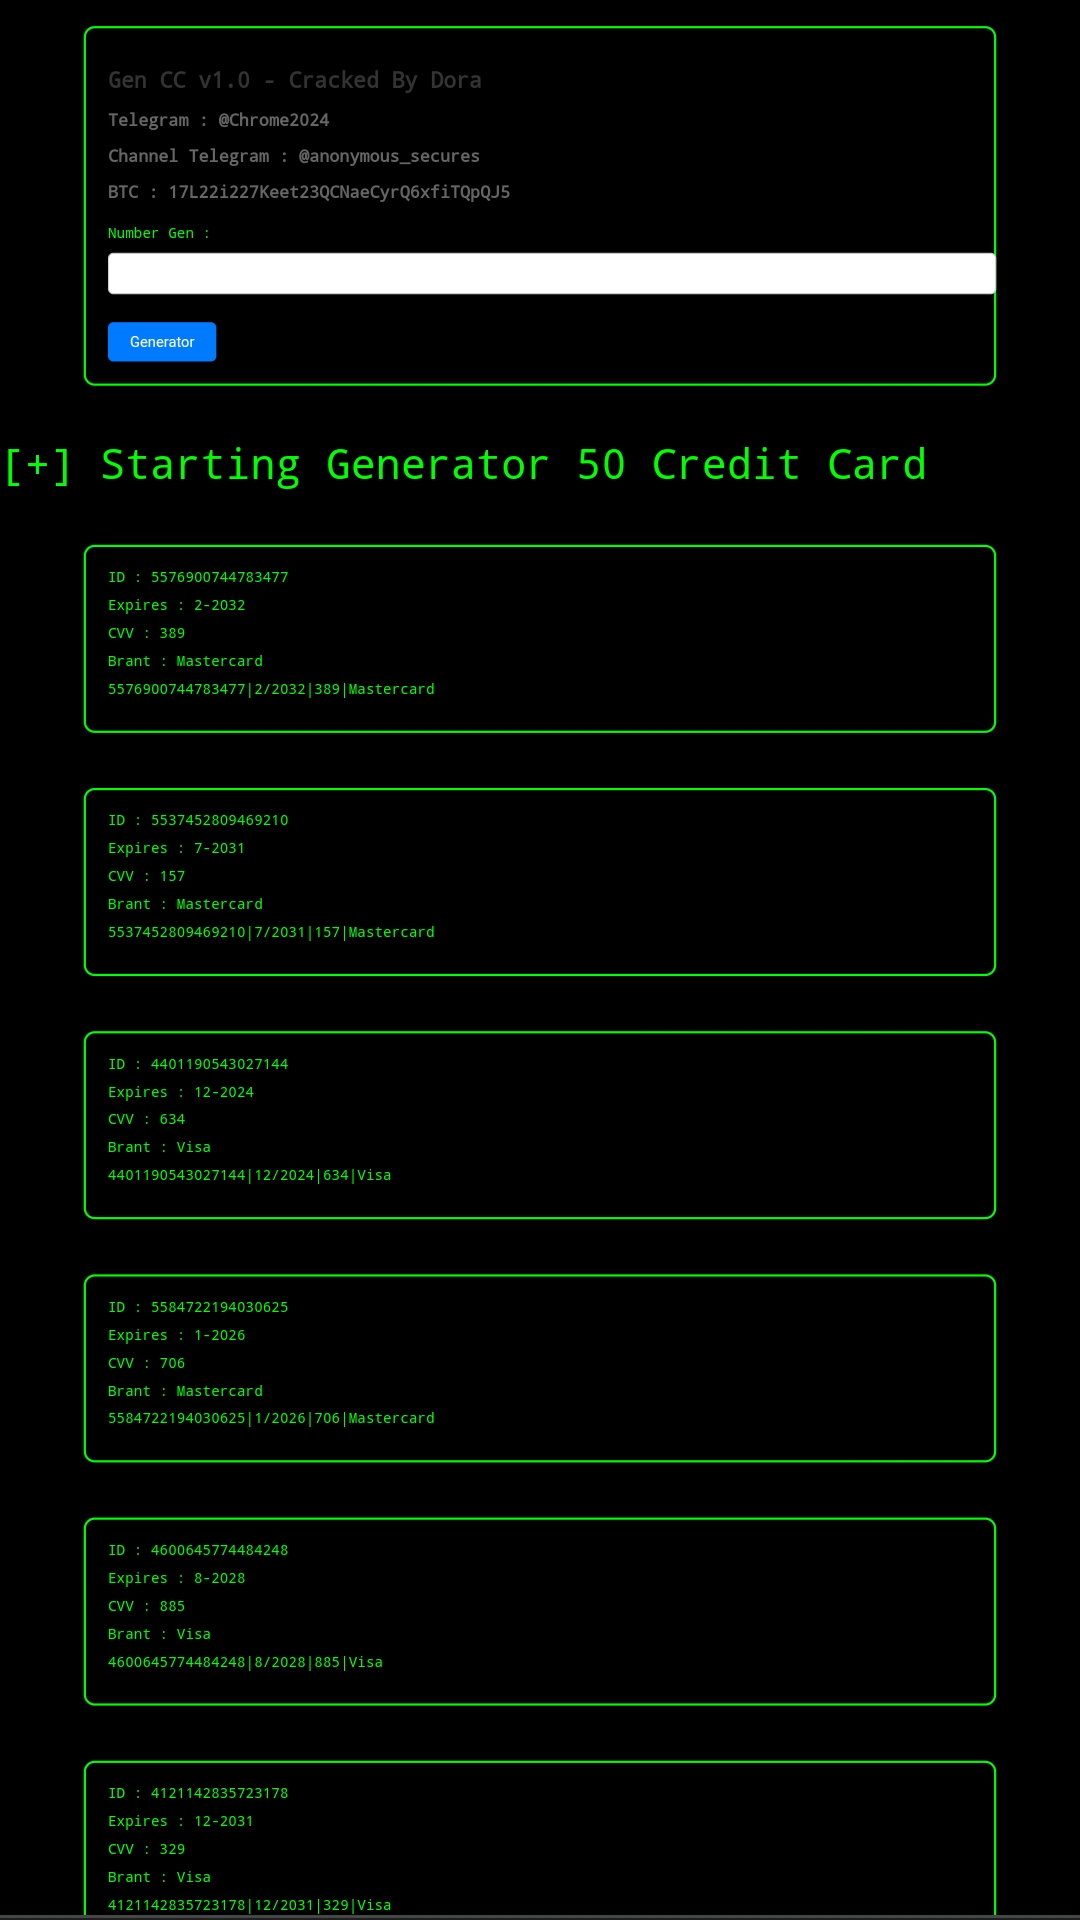 Gen CC v1.0 - Cracked By Dora
Telegram : @Chrome2024
Channel Telegram : @anonymous_secures
BTC : 17L22i227Keet23QCNaeCyrQ6xfiTQpQJ5
Number Gen :
Generator
[+] Starting Generator 50 Credit Card
ID : 5576900744783477
Expires : 2-2032
CVV : 389
Brant : Mastercard
5576900744783477|2/2032|389|Mastercard
ID : 5537452809469210
Expires : 7-2031
CVV : 157
Brant : Mastercard
5537452809469210|7/2031|157|Mastercard
ID : 4401190543027144
Expires : 12-2024
CVV : 634
Brant : Visa
4401190543027144|12/2024|634|Visa
ID : 5584722194030625
Expires : 1-2026
CVV : 706
Brant : Mastercard
5584722194030625|1/2026|706|Mastercard
ID : 4600645774484248
Expires : 8-2028
CVV : 885
Brant : Visa
4600645774484248|8/2028|885|Visa
ID : 4121142835723178
Expires : 12-2031
CVV : 329
Brant : Visa
4121142835723178|12/2031|329|Visa